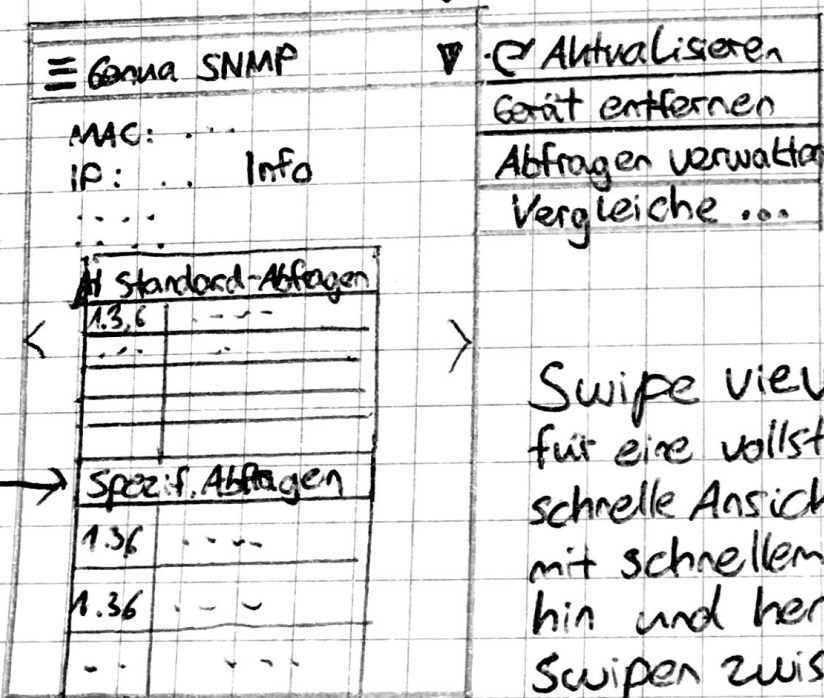 Genua SNMP
MAC: ...
IP: .. Info
....
....
Standard-Abfragen
1.3.6 ----
... ..
Spezif. Abfragen
1.36 ----
1.36 ---
-- ---
Aktualisieren
Gerät entfernen
Abfragen verwalten
Vergleiche ...
Swipe view
für eine vollst
schnelle Ansich
mit schnellem
hin und her
Swipen zwis